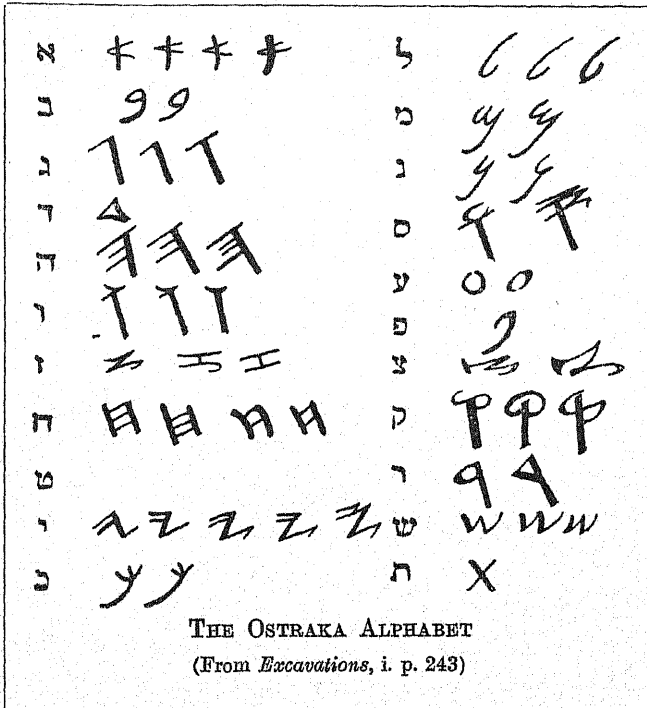 א 𐤀 𐤀 𐤀 𐤀
ב 𐤁 𐤁
ג 𐤂 𐤂 𐤂
ד 𐤃
ה 𐤄 𐤄 𐤄
ו 𐤅 𐤅 𐤅
ז 𐤆 𐤆 𐤆
ח 𐤇 𐤇 𐤇 𐤇
ט
י 𐤉 𐤉 𐤉 𐤉 𐤉
כ 𐤊 𐤊
ל 𐤋 𐤋 𐤋
מ 𐤌 𐤌
נ 𐤍 𐤍
ס 𐤎 𐤎
ע 𐤏 𐤏
פ 𐤐
צ 𐤑 𐤑
ק 𐤒 𐤒 𐤒
ר 𐤓 𐤓
ש 𐤔 𐤔 𐤔
ת 𐤕
THE OSTRAKA ALPHABET
(From Excavations, i. p. 243)